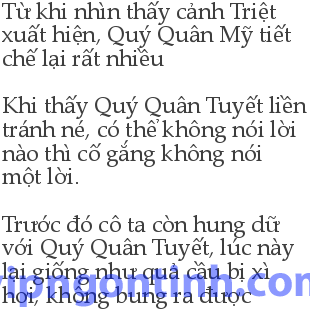 Từ khi nhìn thấy cảnh Triệt
xuất hiện, Quý Quân Mỹ tiết
chế lại rất nhiều
Khi thấy Quý Quân Tuyết liền
tránh né, có thể không nói lời
nào thì cố gắng không nói
một lời.
Trước đó cô ta còn hung dữ
với Quý Quân Tuyết, lúc này
lại giống như quả cầu bị xì
hơi, không bung ra được
vipngontinh.com